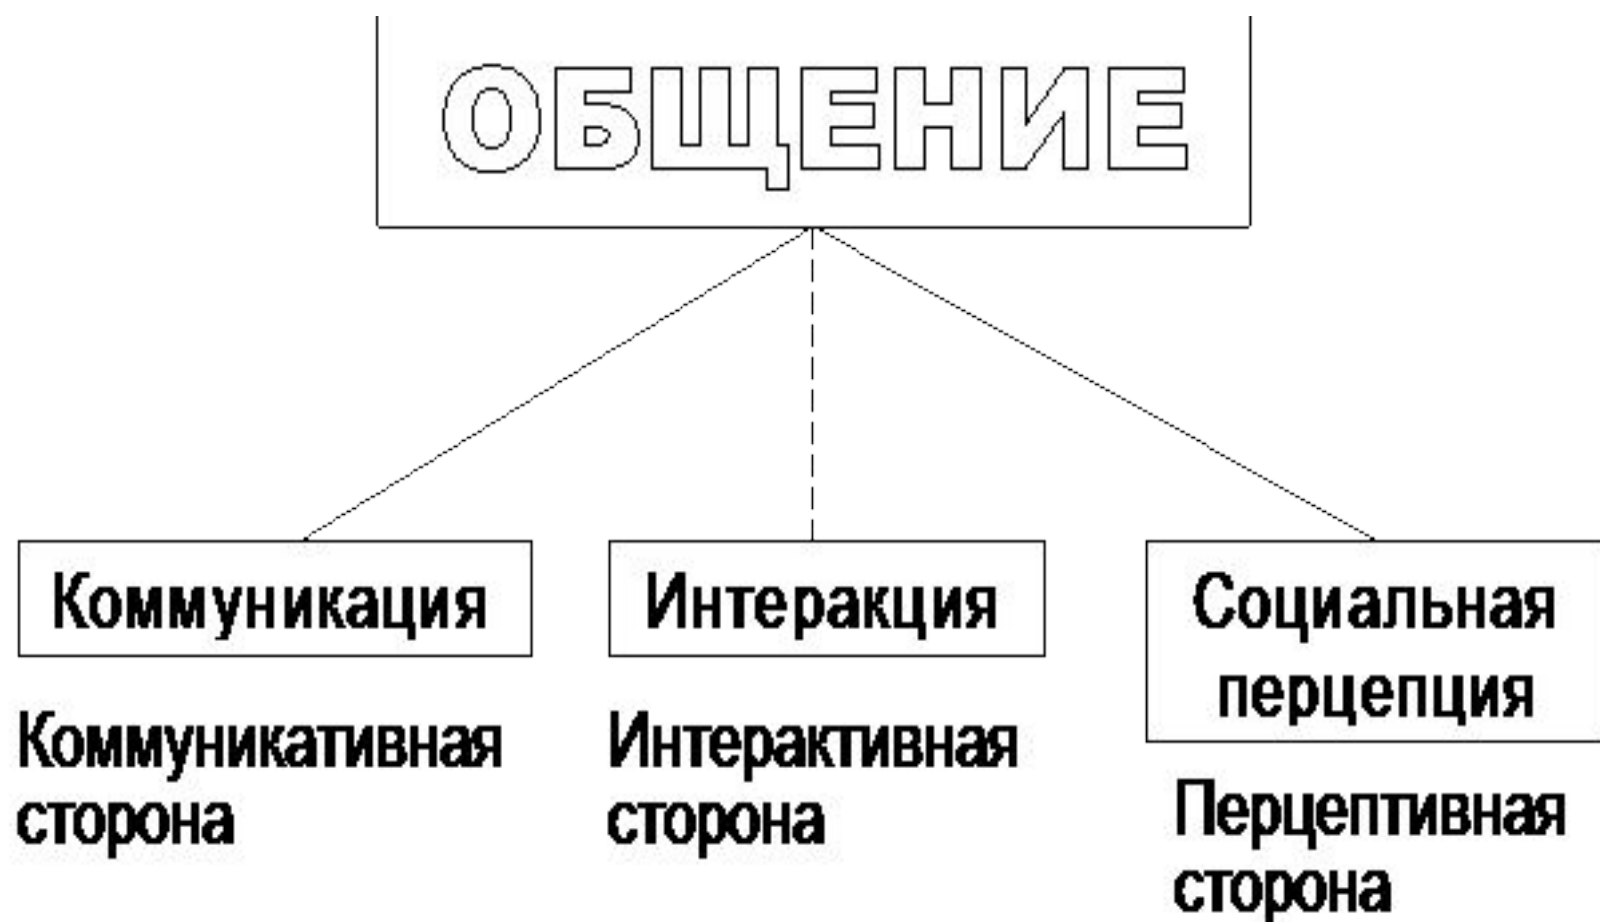 ОБЩЕНИЕ
Коммуникация
Коммуникативная
сторона
Интеракция
Интерактивная
сторона
Социальная
перцепция
Перцептивная
сторона